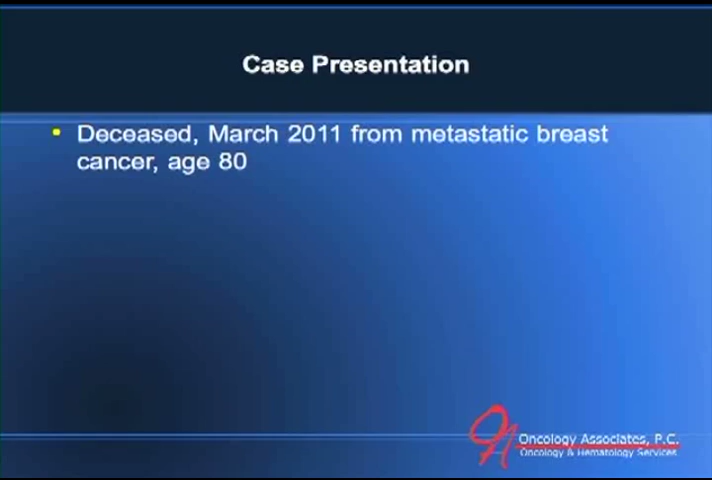 Case Presentation
• Deceased, March 2011 from metastatic breast
cancer, age 80
Oncology Associates, P.C.
Oncology & Hematology Services